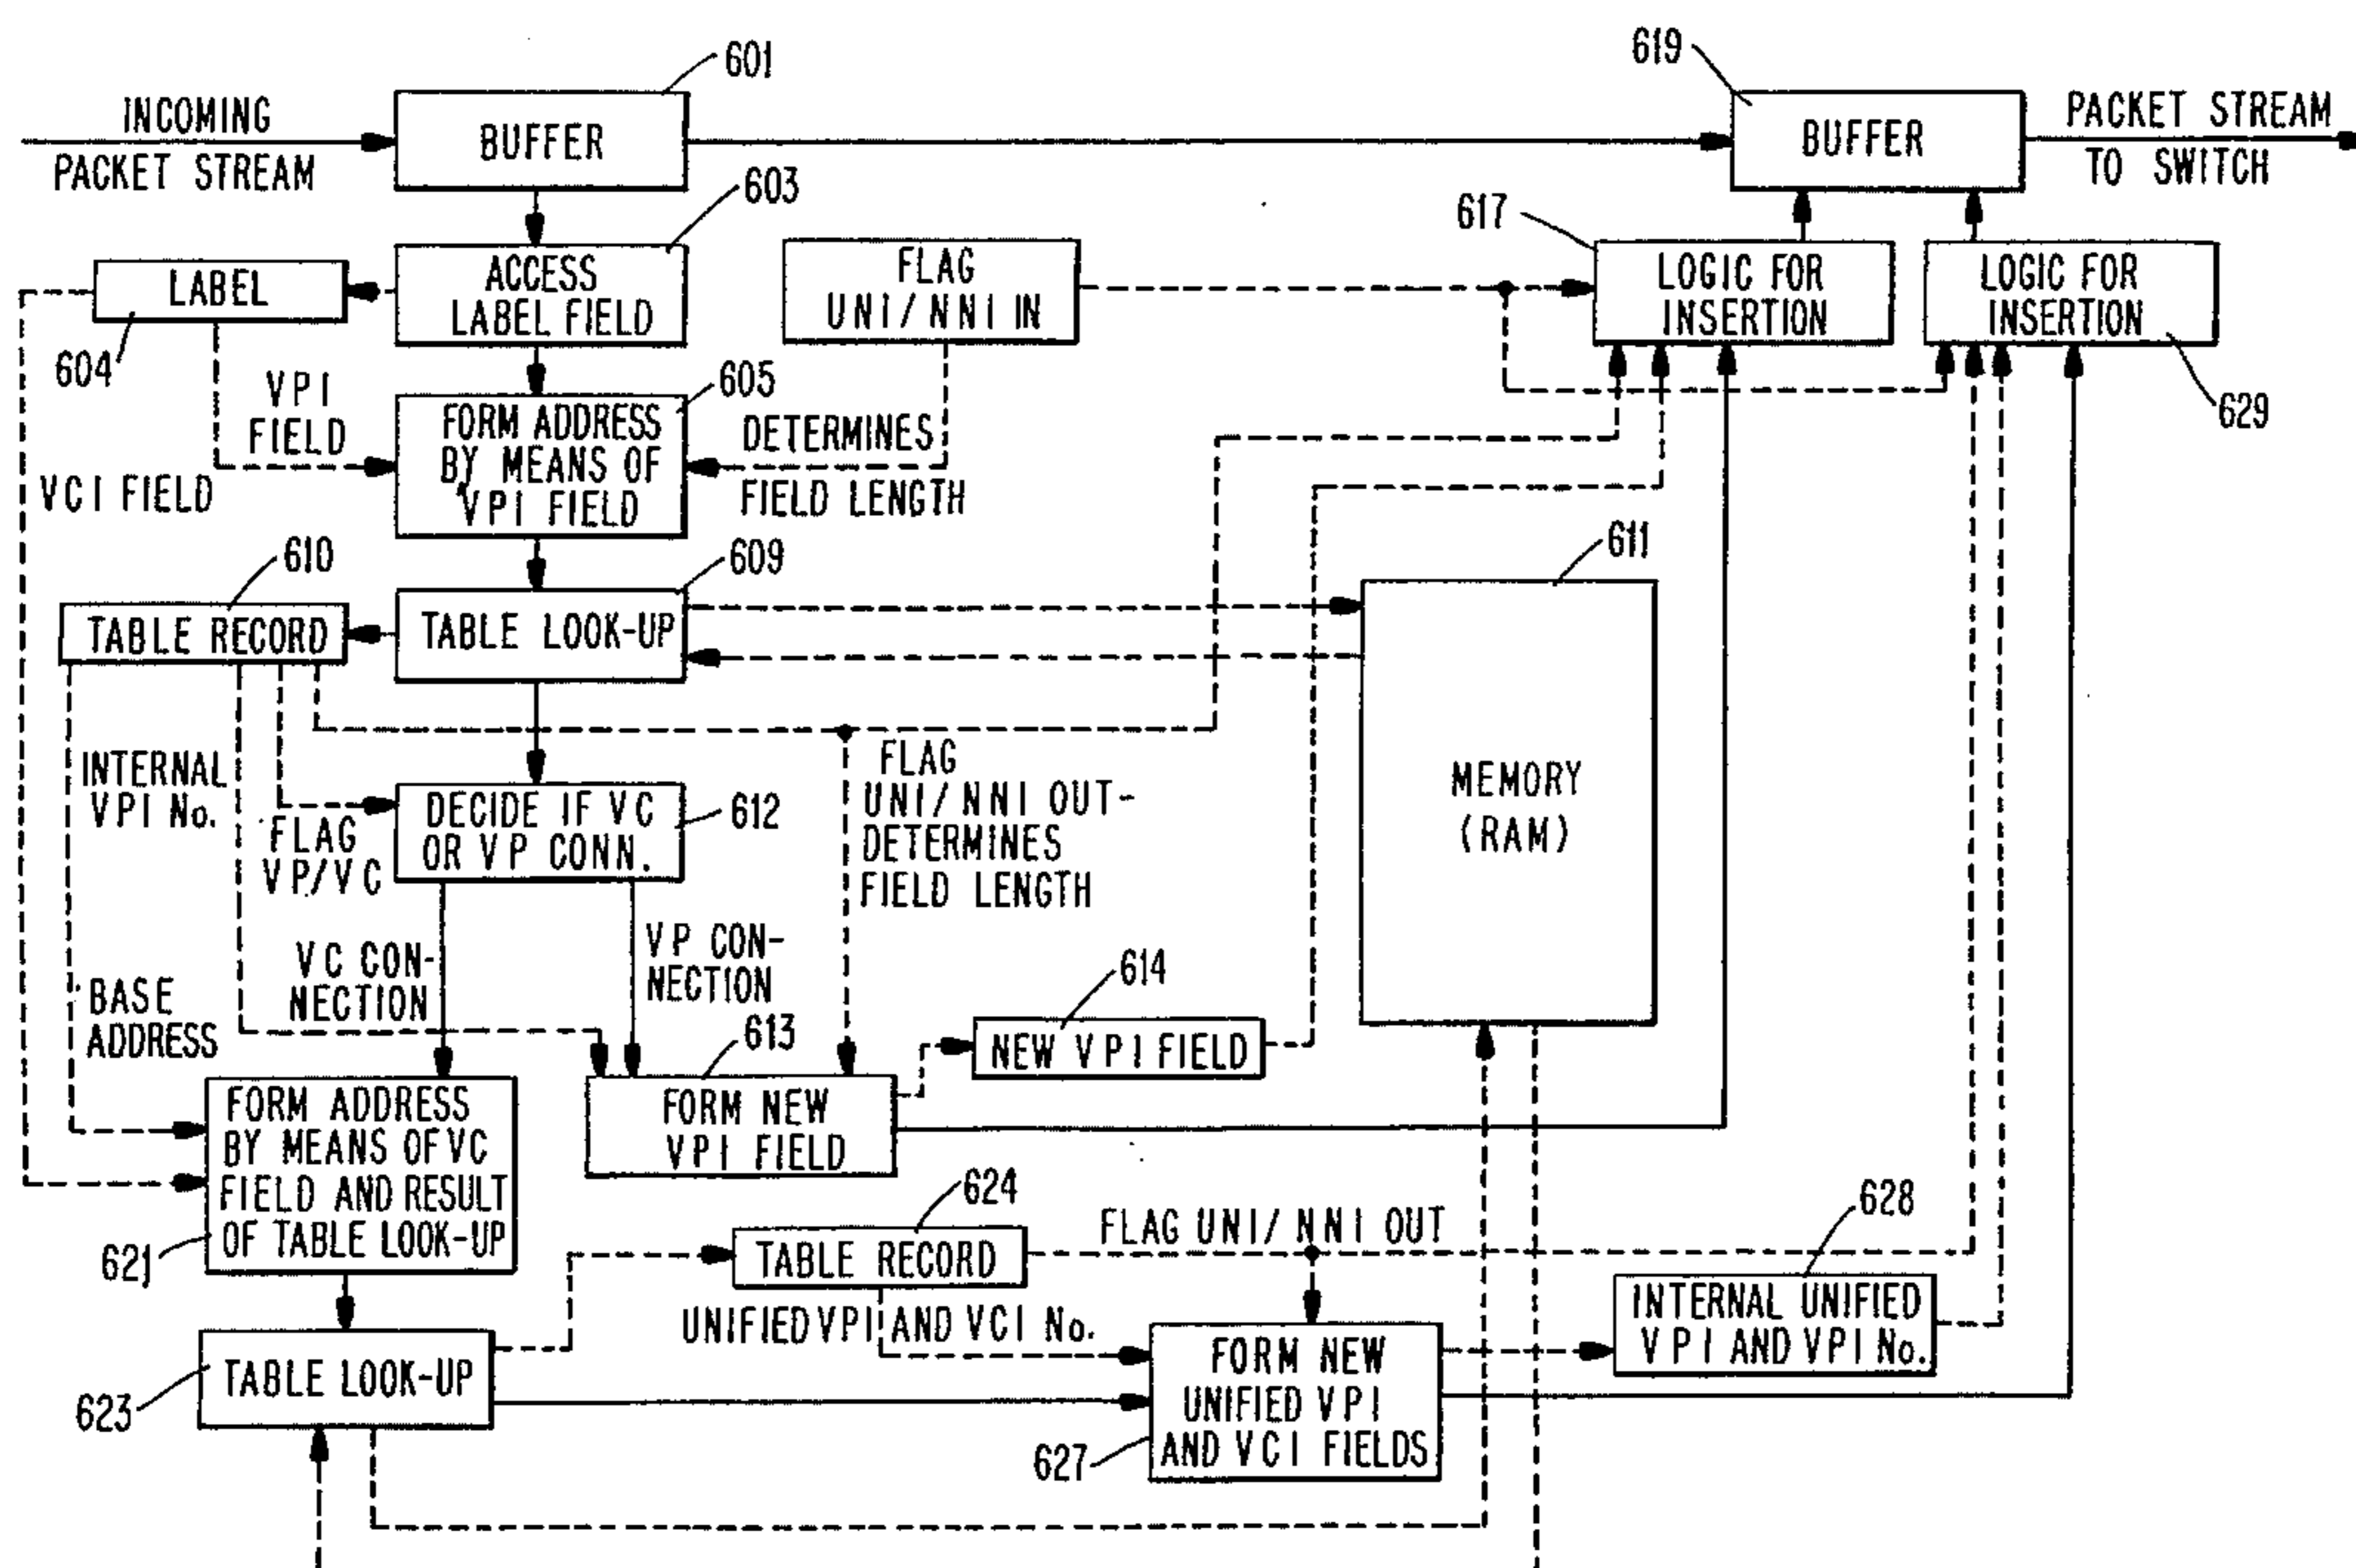 601
619
INCOMING
PACKET STREAM
BUFFER
BUFFER
PACKET STREAM
TO SWITCH
603
617
LABEL
604
ACCESS
LABEL FIELD
FLAG
UNI/NNI IN
LOGIC FOR
INSERTION
LOGIC FOR
INSERTION
629
605
VPI
FIELD
VCI FIELD
FORM ADDRESS
BY MEANS OF
VPI FIELD
DETERMINES
FIELD LENGTH
610
609
611
TABLE RECORD
TABLE LOOK-UP
MEMORY
(RAM)
INTERNAL
VPI No.
FLAG
VP/VC
DECIDE IF VC
OR VP CONN.
612
FLAG
UNI/NNI OUT-
DETERMINES
FIELD LENGTH
VC CON-
NECTION
VP CON-
NECTION
BASE
ADDRESS
613
614
NEW VPI FIELD
FORM ADDRESS
BY MEANS OF VC
FIELD AND RESULT
OF TABLE LOOK-UP
621
FORM NEW
VPI FIELD
624
TABLE RECORD
FLAG UNI/NNI OUT
628
INTERNAL UNIFIED
VPI AND VPI No.
UNIFIED VPI AND VCI No.
TABLE LOOK-UP
623
FORM NEW
UNIFIED VPI
AND VCI FIELDS
627